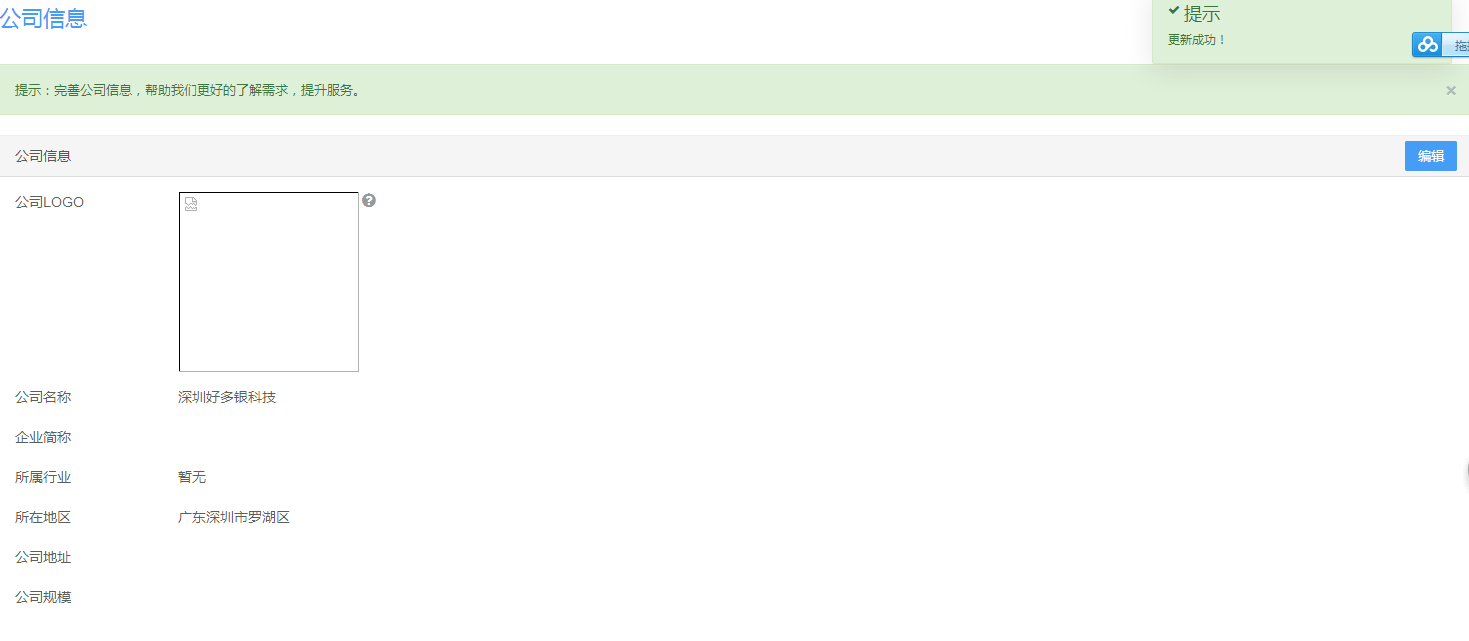 公司信息
提示
更新成功！
拖
提示：完善公司信息，帮助我们更好的了解需求，提升服务。
×
公司信息
编辑
公司LOGO
?
公司名称 深圳好多银科技
企业简称
所属行业 暂无
所在地区 广东深圳市罗湖区
公司地址
公司规模